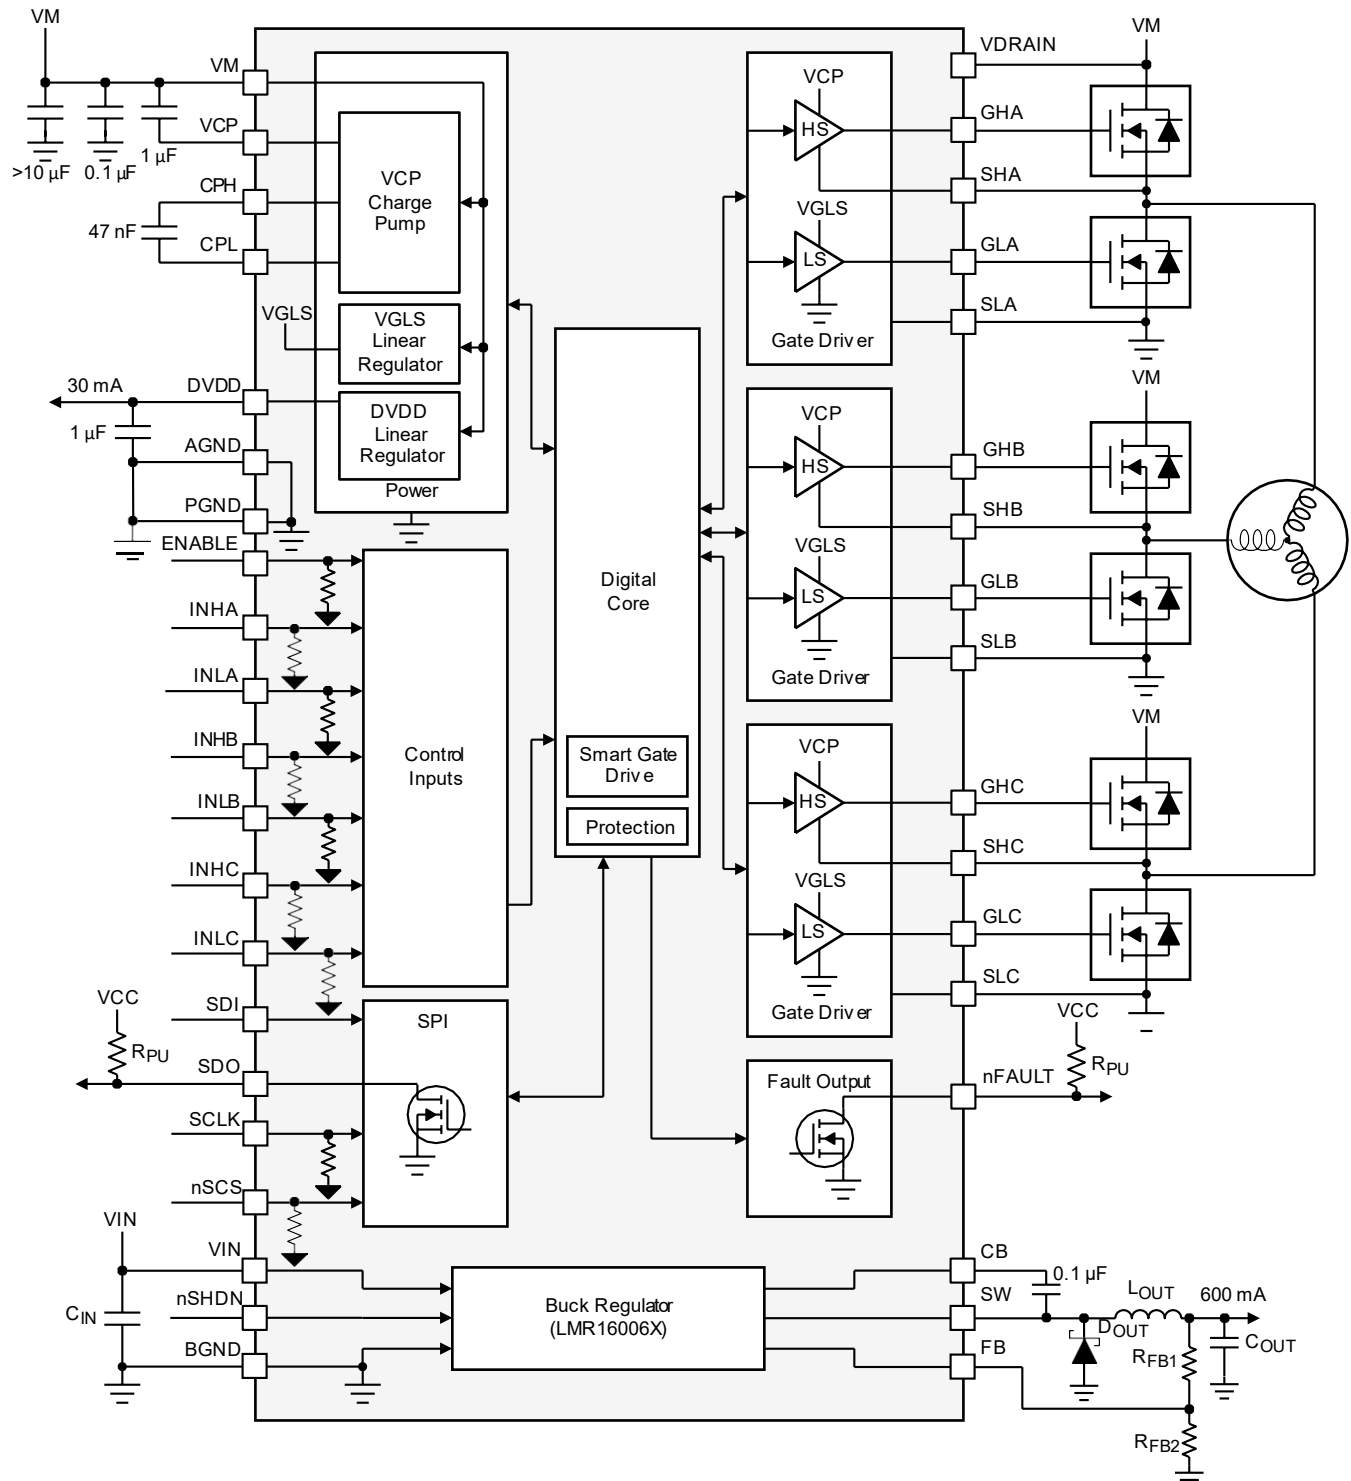 VM
VM
VCP
>10 µF
0.1 µF
1 µF
CPH
47 nF
CPL
VGLS
30 mA
DVDD
1 µF
AGND
PGND
ENABLE
INHA
INLA
INHB
INLB
INHC
INLC
SDI
VCC
RPU
SDO
SCLK
nSCS
VIN
VIN
CIN
nSHDN
BGND
VCP
Charge
Pump
VGLS
Linear
Regulator
DVDD
Linear
Regulator
Power
Control
Inputs
SPI
Digital
Core
Smart Gate
Drive
Protection
Buck Regulator
(LMR16006X)
VCP
HS
VGLS
LS
Gate Driver
VCP
HS
VGLS
LS
Gate Driver
VCP
HS
VGLS
LS
Gate Driver
Fault Output
VDRAIN
VM
GHA
SHA
GLA
SLA
VM
GHB
SHB
GLB
SLB
VM
GHC
SHC
GLC
SLC
VCC
RPU
nFAULT
CB
0.1 µF
SW
LOUT
600 mA
DOUT
COUT
FB
RFB1
RFB2